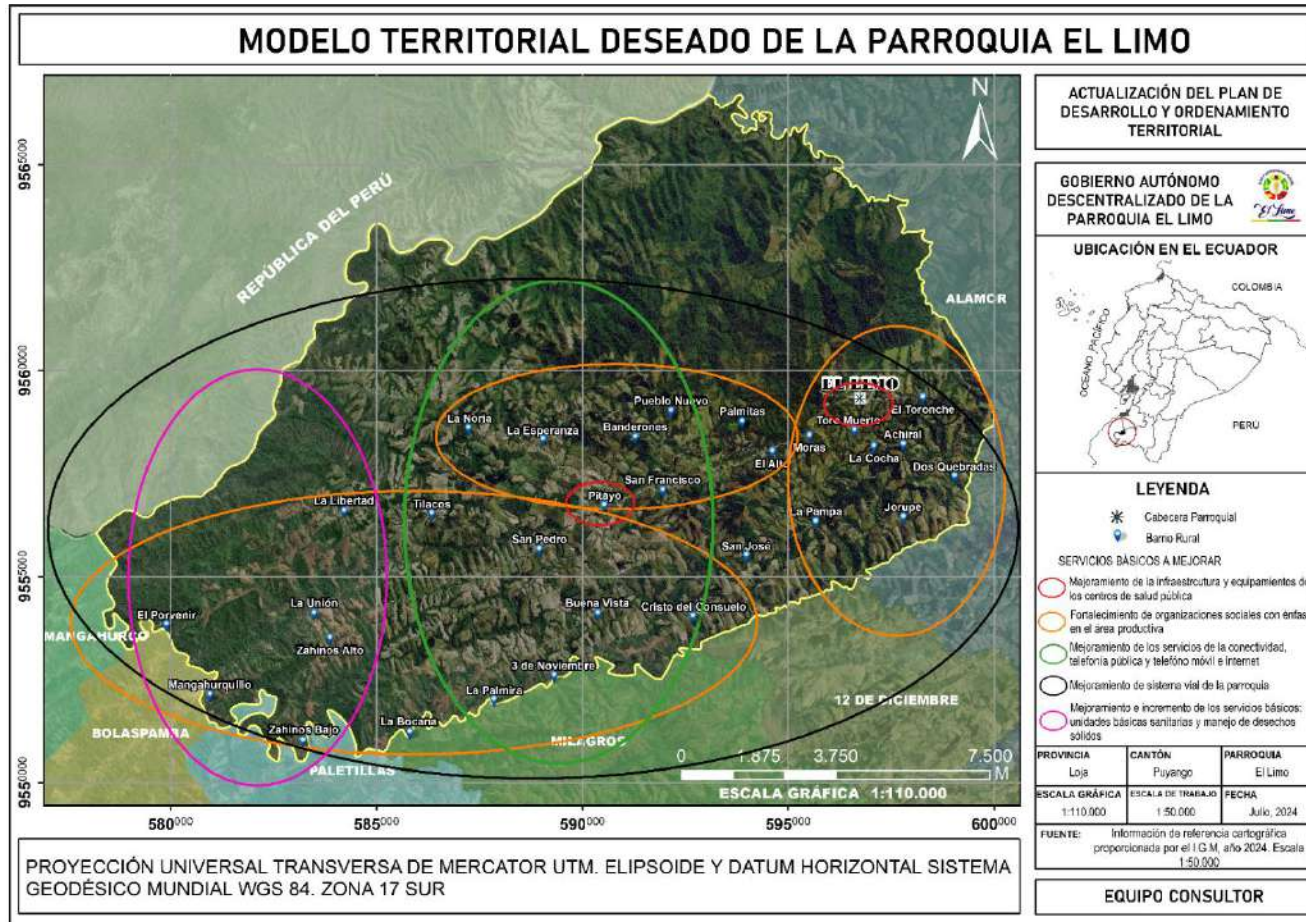 MODELO TERRITORIAL DESEADO DE LA PARROQUIA EL LIMO
N
9565000
9560000
9555000
9550000
REPÚBLICA DEL PERÚ
ALAMOR
EL LIMO
El Toronche
Pueblo Nuevo
Palmitas
Toro Muerto
La Noria
La Esperanza
Banderones
Moras
Achiral
La Cocha
El Alto
Dos Quebradas
San Francisco
Pitayo
La Libertad
Tilacos
La Pampa
Jorupe
San Pedro
San José
La Unión
Buena Vista
Cristo del Consuelo
El Porvenir
MANGAHURCO
Zahinos Alto
3 de Noviembre
Mangahurquillo
La Palmira
12 DE DICIEMBRE
BOLASPAMBA
Zahinos Bajo
La Bocana
MILAGROS
PALETILLAS
0 1.875 3.750 7.500
M
ESCALA GRÁFICA 1:110.000
580000
585000
590000
595000
600000
PROYECCIÓN UNIVERSAL TRANSVERSA DE MERCATOR UTM. ELIPSOIDE Y DATUM HORIZONTAL SISTEMA
GEODÉSICO MUNDIAL WGS 84. ZONA 17 SUR
ACTUALIZACIÓN DEL PLAN DE
DESARROLLO Y ORDENAMIENTO
TERRITORIAL
GOBIERNO AUTÓNOMO
DESCENTRALIZADO DE LA
PARROQUIA EL LIMO
El Limo
UBICACIÓN EN EL ECUADOR
COLOMBIA
OCEANO PACÍFICO
PERÚ
LEYENDA
Cabecera Parroquial
Barrio Rural
SERVICIOS BÁSICOS A MEJORAR
Mejoramiento de la infraestrcutura y equipamientos de
los centros de salud pública
Fortalecimiento de organizaciones sociales con énfas
en el área productiva
Mejoramiento de los servicios de la conectividad,
telefonía pública y telefóno móvil e internet
Mejoramiento de sistema vial de la parroquia
Mejoramiento e incremento de los servicios básicos:
unidades básicas sanitarias y manejo de desechos
sólidos
PROVINCIA CANTÓN PARROQUIA
Loja Puyango El Limo
ESCALA GRÁFICA ESCALA DE TRABAJO FECHA
1:110.000 1:50.000 Julio, 2024
FUENTE: Información de referencia cartográfica
proporcionada por el I.G.M, año 2024. Escala
1:50.000
EQUIPO CONSULTOR